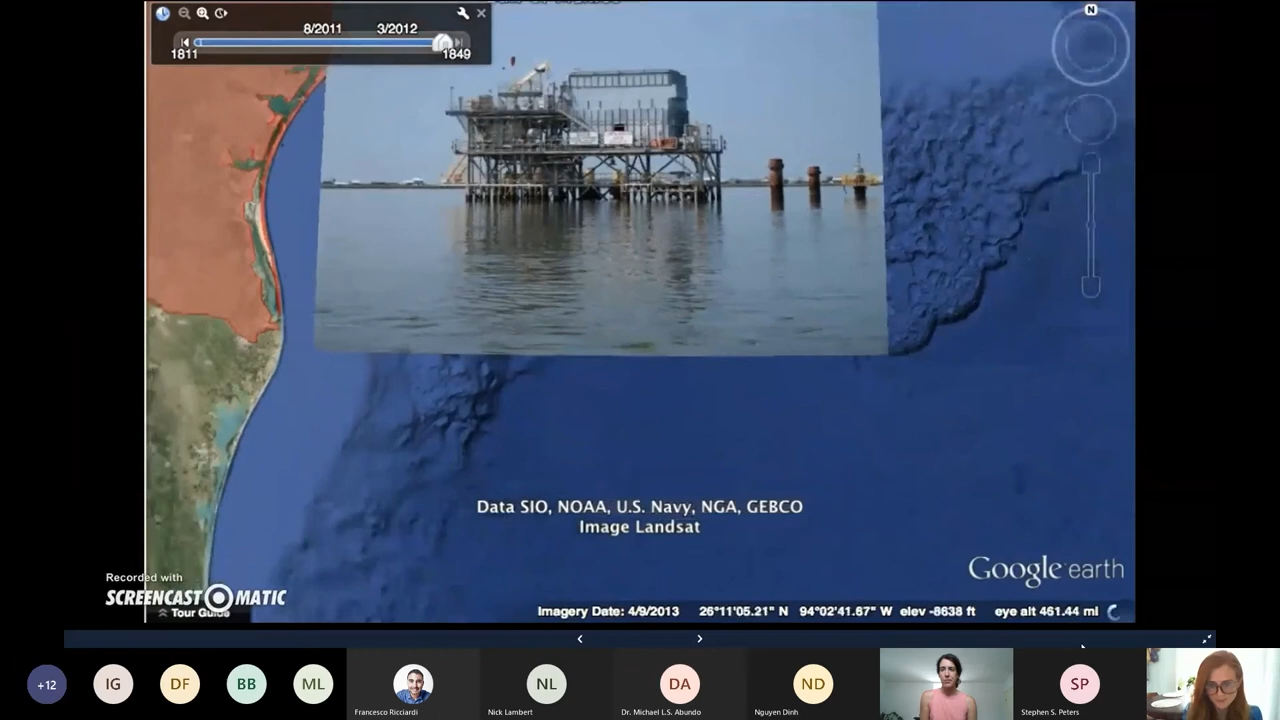 8/2011 3/2012
1811 1849
N
Data SIO, NOAA, U.S. Navy, NGA, GEBCO
Image Landsat
Google earth
Recorded with
SCREENCAST MATIC
Tour Guide
Imagery Date: 4/9/2013 26°11'05.21" N 94°02'41.67" W elev -8638 ft eye alt 461.44 mi
+12 IG DF BB ML NL DA ND SP
Francesco Ricciardi Nick Lambert Dr. Michael L.S. Abundo Nguyen Dinh Stephen S. Peters